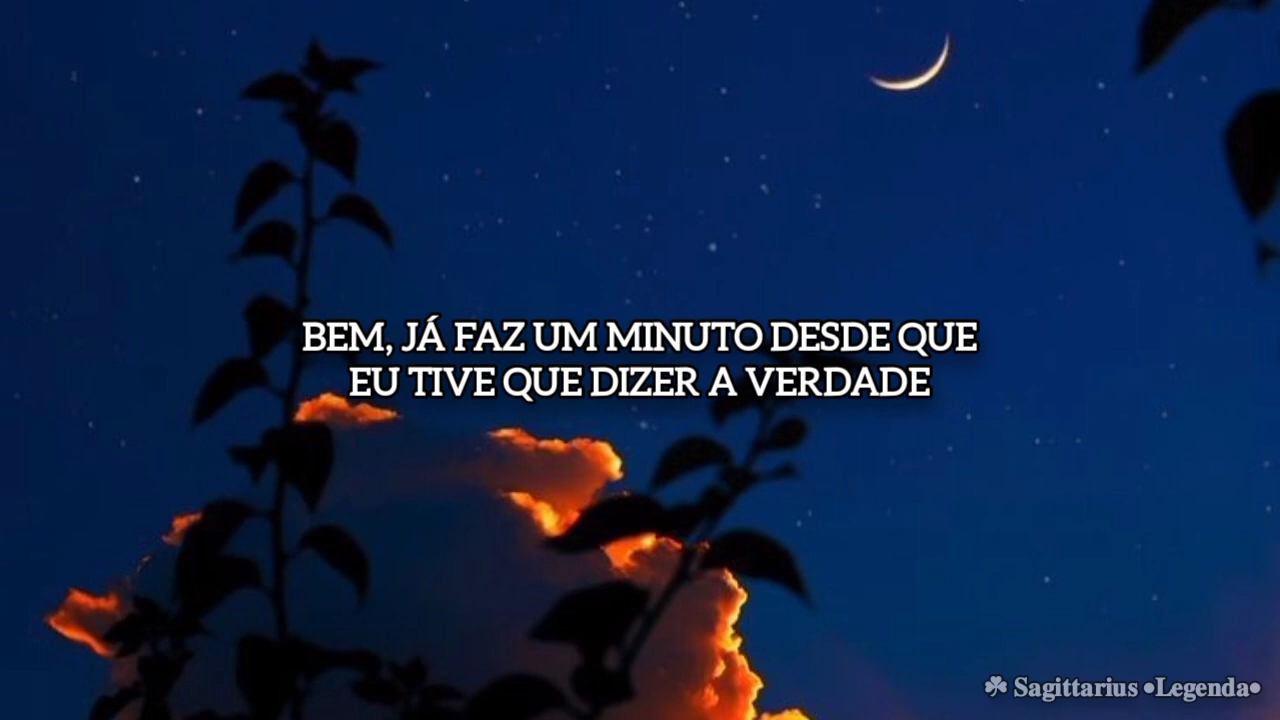 BEM, JÁ FAZ UM MINUTO DESDE QUE
EU TIVE QUE DIZER A VERDADE
☘ Sagittarius •Legenda•